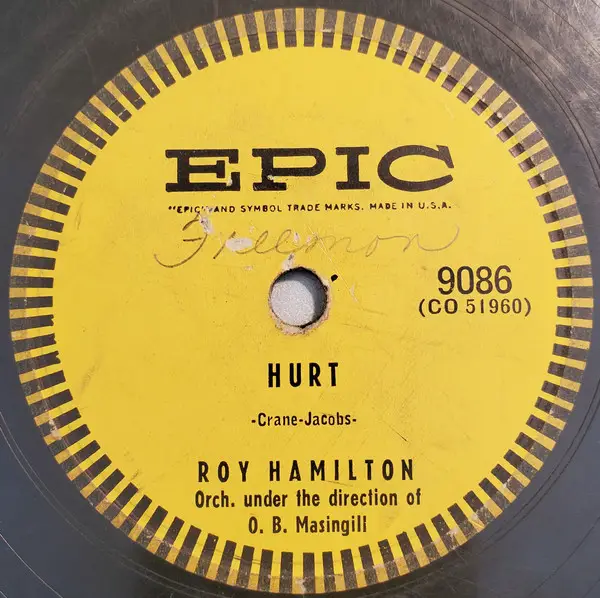 EPIC
"EPIC" AND SYMBOL TRADE MARKS. MADE IN U.S.A.
Freemon
9086
(CO 51960)
HURT
-Crane-Jacobs-
ROY HAMILTON
Orch. under the direction of
O. B. Masingill